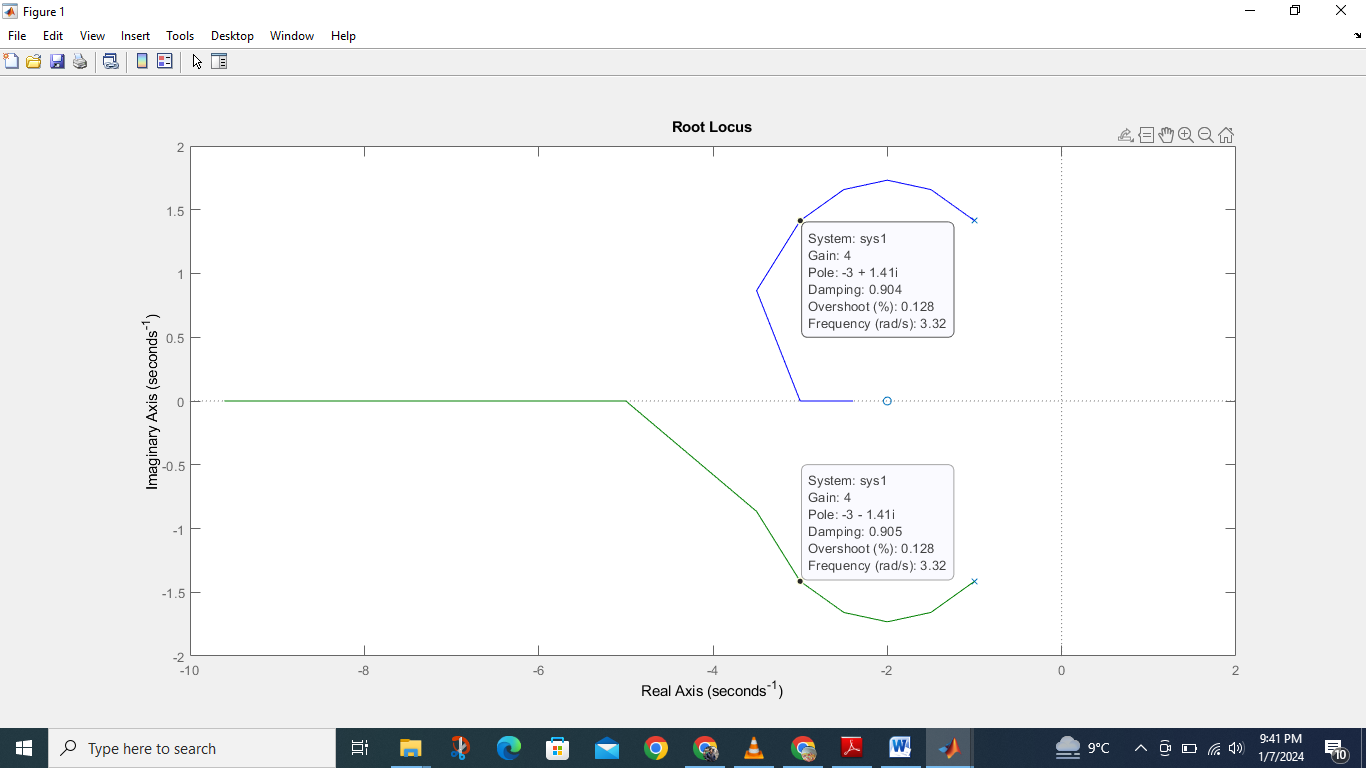 Figure 1
File Edit View Insert Tools Desktop Window Help
Root Locus
2
1.5
1
0.5
0
-0.5
-1
-1.5
-2
Imaginary Axis (seconds⁻¹)
System: sys1
Gain: 4
Pole: -3 + 1.41i
Damping: 0.904
Overshoot (%): 0.128
Frequency (rad/s): 3.32
System: sys1
Gain: 4
Pole: -3 - 1.41i
Damping: 0.905
Overshoot (%): 0.128
Frequency (rad/s): 3.32
-10 -8 -6 -4 -2 0 2
Real Axis (seconds⁻¹)
Type here to search
9°C
9:41 PM
1/7/2024
10